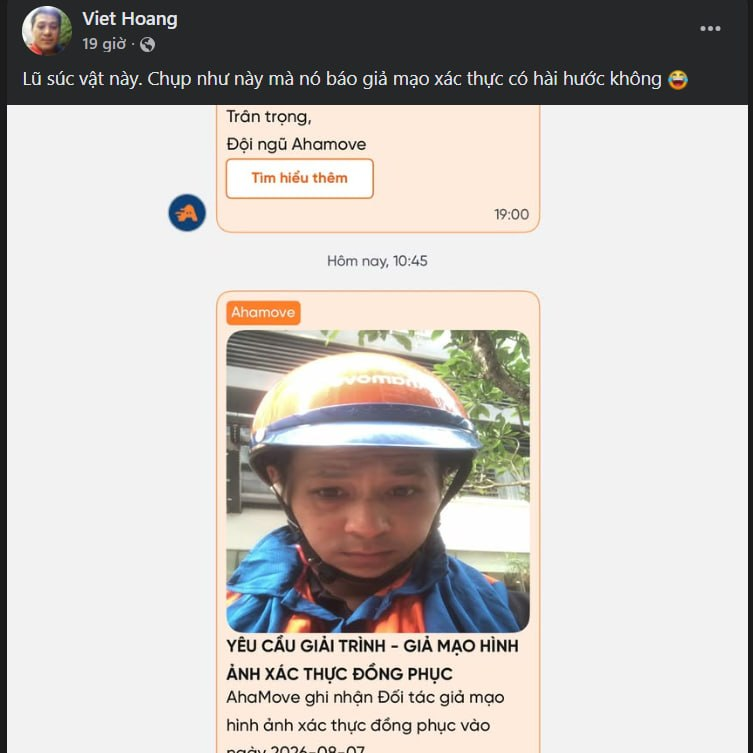 Viet Hoang
19 giờ ·
Lũ súc vật này. Chụp như này mà nó báo giả mạo xác thực có hài hước không 😂
Trân trọng,
Đội ngũ Ahamove
Tìm hiểu thêm
19:00
Hôm nay, 10:45
Ahamove
YÊU CẦU GIẢI TRÌNH - GIẢ MẠO HÌNH
ẢNH XÁC THỰC ĐỒNG PHỤC
AhaMove ghi nhận Đối tác giả mạo
hình ảnh xác thực đồng phục vào
ngày 2026-08-07